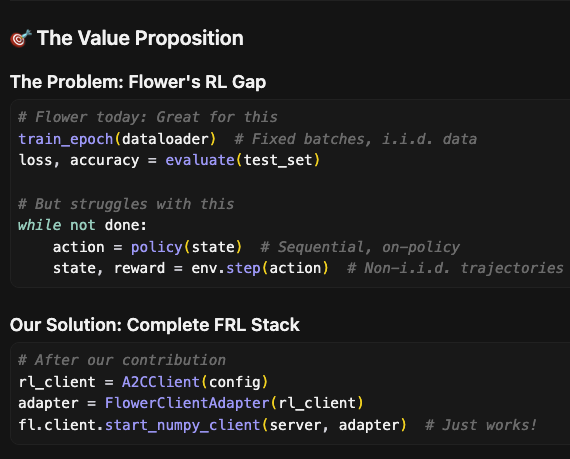 🎯 The Value Proposition
The Problem: Flower's RL Gap
# Flower today: Great for this
train_epoch(dataloader)  # Fixed batches, i.i.d. data
loss, accuracy = evaluate(test_set)

# But struggles with this
while not done:
    action = policy(state)  # Sequential, on-policy
    state, reward = env.step(action)  # Non-i.i.d. trajectories
Our Solution: Complete FRL Stack
# After our contribution
rl_client = A2CClient(config)
adapter = FlowerClientAdapter(rl_client)
fl.client.start_numpy_client(server, adapter)  # Just works!